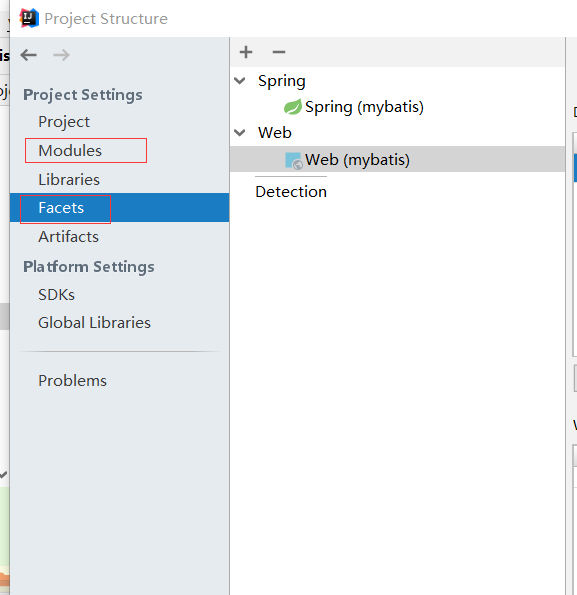 Project Structure
Project Settings
Project
Modules
Libraries
Facets
Artifacts
Platform Settings
SDKs
Global Libraries
Problems
Spring
Spring (mybatis)
Web
Web (mybatis)
Detection